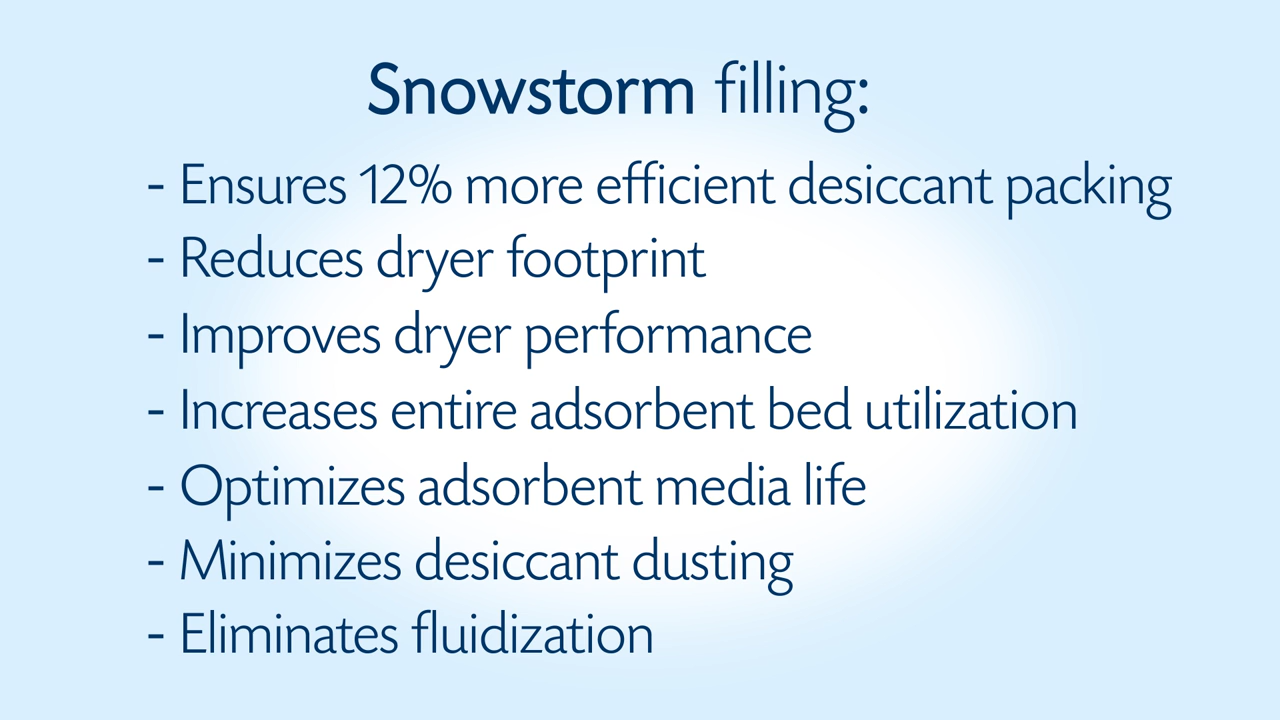 Snowstorm filling:
- Ensures 12% more efficient desiccant packing
- Reduces dryer footprint
- Improves dryer performance
- Increases entire adsorbent bed utilization
- Optimizes adsorbent media life
- Minimizes desiccant dusting
- Eliminates fluidization